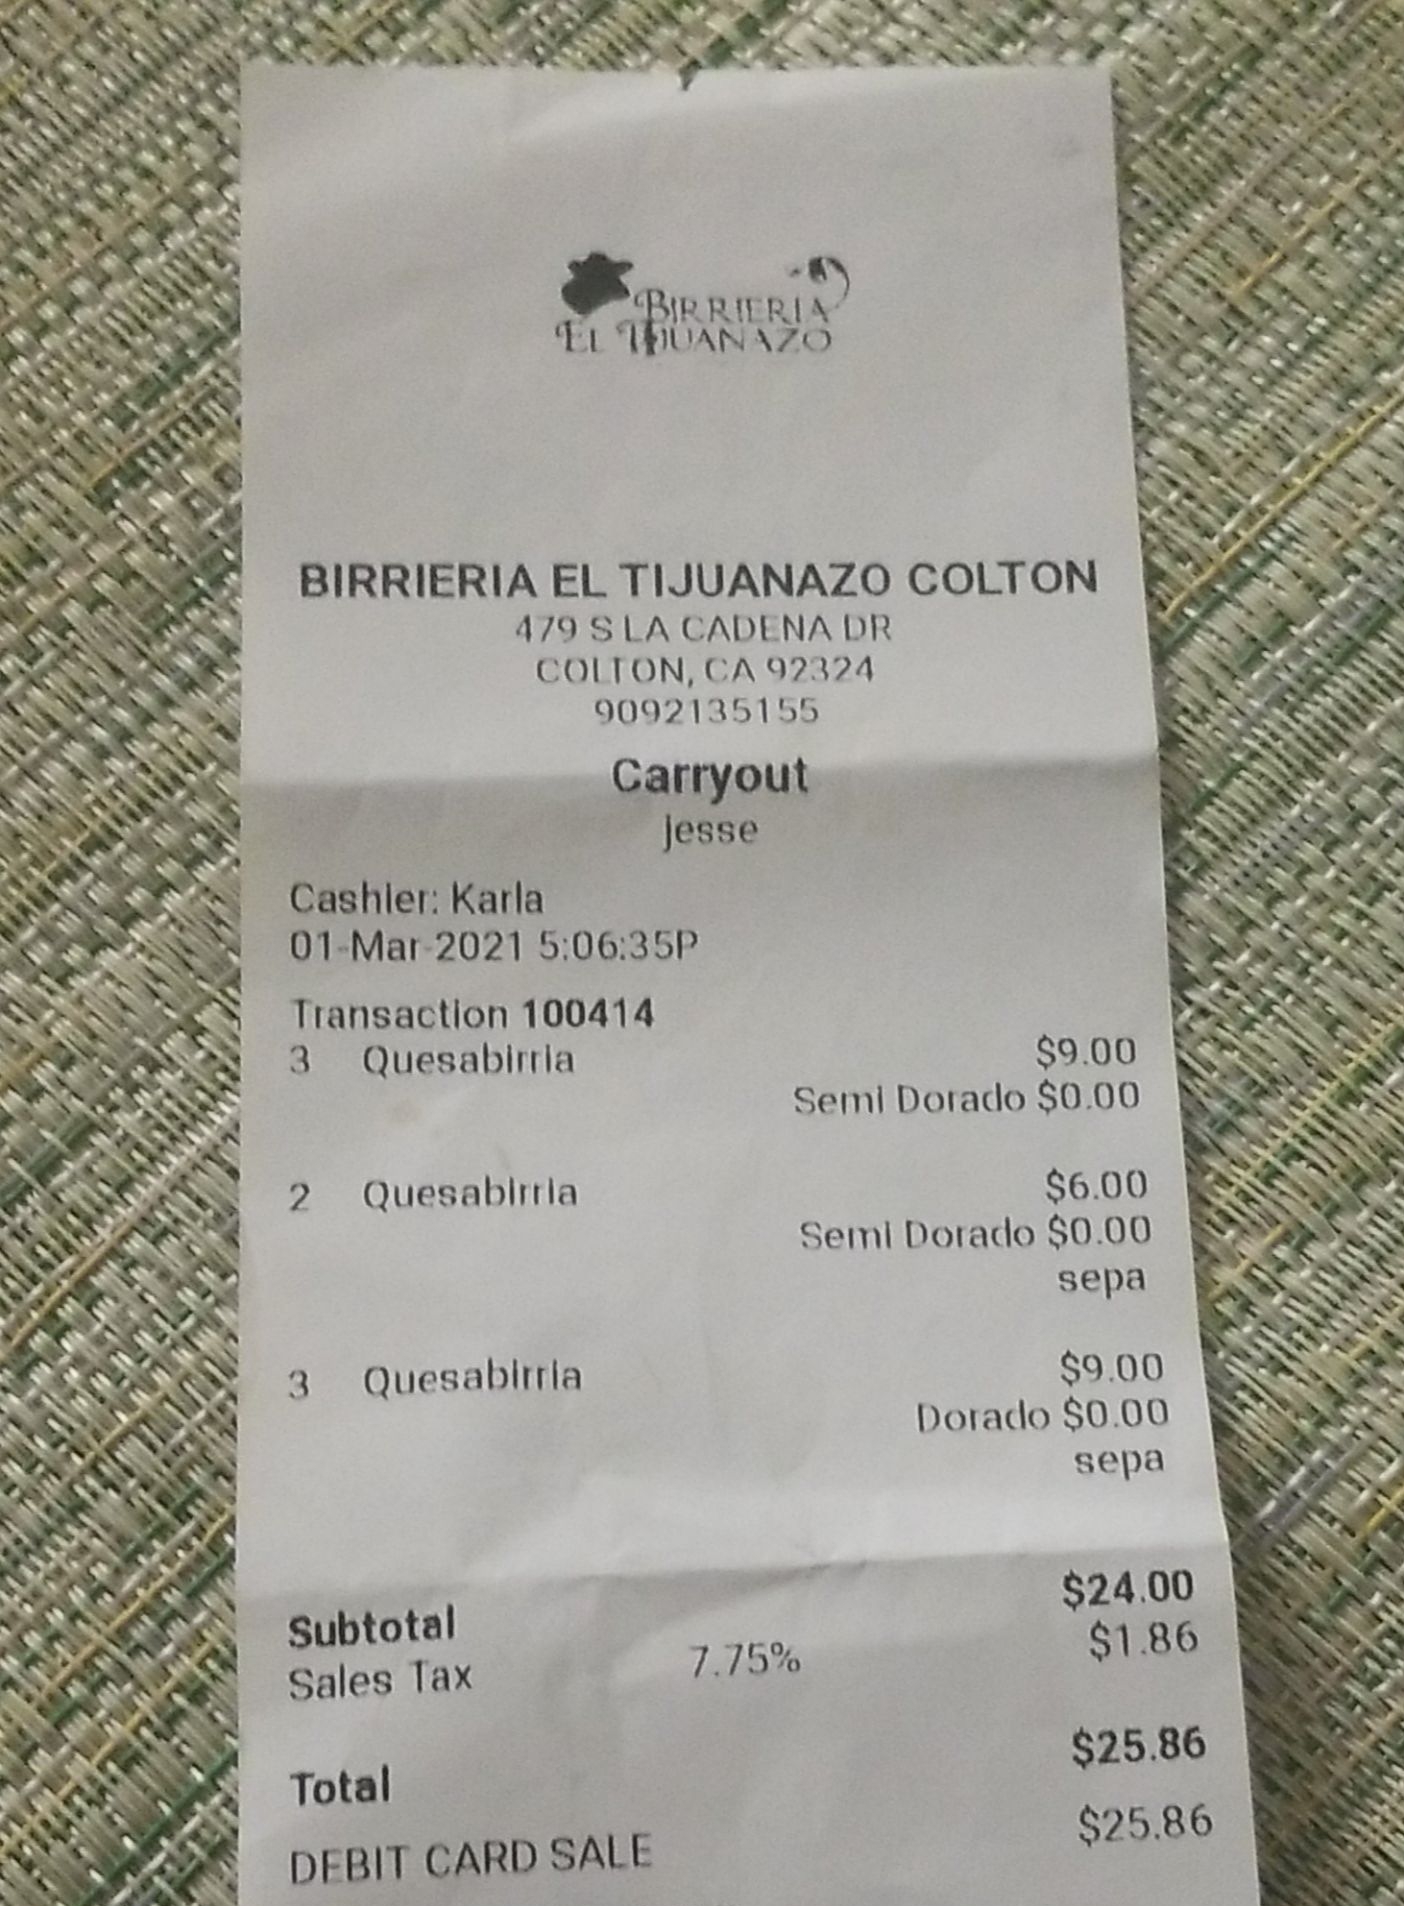 BIRRIERIA
EL TIJUANAZO
BIRRIERIA EL TIJUANAZO COLTON
479 S LA CADENA DR
COLTON, CA 92324
9092135155
Carryout
jesse
Cashier: Karla
01-Mar-2021 5:06:35P
Transaction 100414
3 Quesabirria $9.00
Semi Dorado $0.00
2 Quesabirria $6.00
Semi Dorado $0.00
sepa
3 Quesabirria $9.00
Dorado $0.00
sepa
Subtotal $24.00
Sales Tax 7.75% $1.86
Total $25.86
DEBIT CARD SALE $25.86